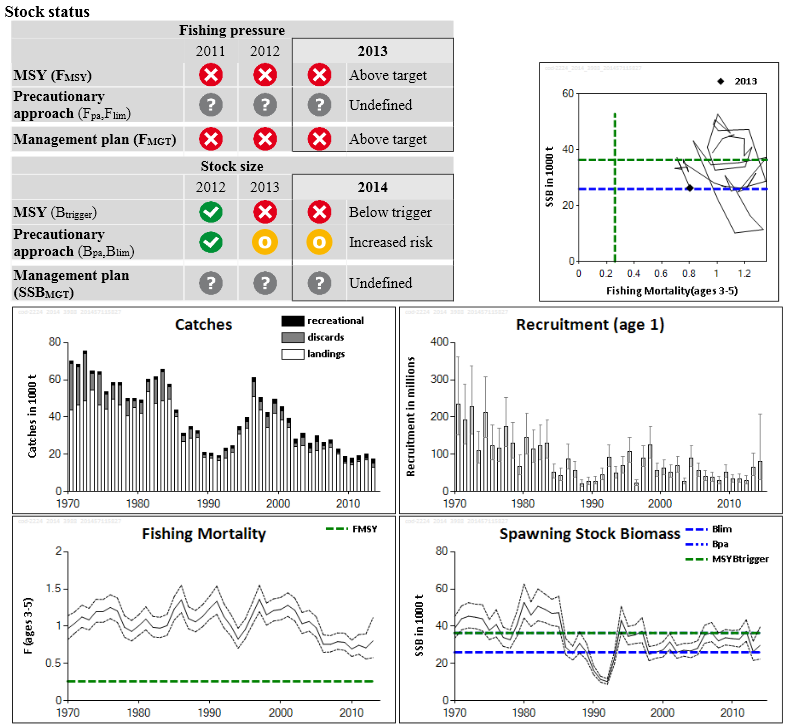 Stock status
Fishing pressure
2011 2012 2013
MSY (FMSY) Above target
Precautionary
approach (Fpa,Flim) Undefined
Management plan (FMGT) Above target
Stock size
2012 2013 2014
MSY (Btrigger) Below trigger
Precautionary
approach (Bpa,Blim) Increased risk
Management plan
(SSBMGT) Undefined
2013
SSB in 1000 t
60
40
20
0
0 0.2 0.4 0.6 0.8 1 1.2
Fishing Mortality(ages 3-5)
Catches
recreational
discards
landings
Catches in 1000 t
80
60
40
20
0
1970 1980 1990 2000 2010
Recruitment (age 1)
Recruitment in millions
400
300
200
100
0
1970 1980 1990 2000 2010
Fishing Mortality
FMSY
F (ages 3-5)
2
1.5
1
0.5
0
1970 1980 1990 2000 2010
Spawning Stock Biomass
Blim
Bpa
MSYBtrigger
SSB in 1000 t
80
60
40
20
0
1970 1980 1990 2000 2010